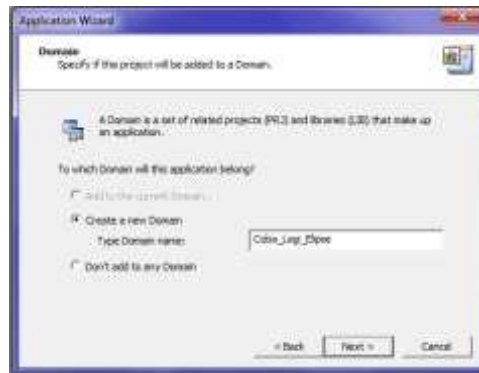 Application Wizard
Domain
Specify if the project will be added to a Domain.
A Domain is a set of related projects (PRJ) and libraries (LIB) that make up
an application.
To which Domain will this application belong?
Add to the current Domain...
Create a new Domain
Type Domain name:
Don't add to any Domain
< Back
Next >
Cancel